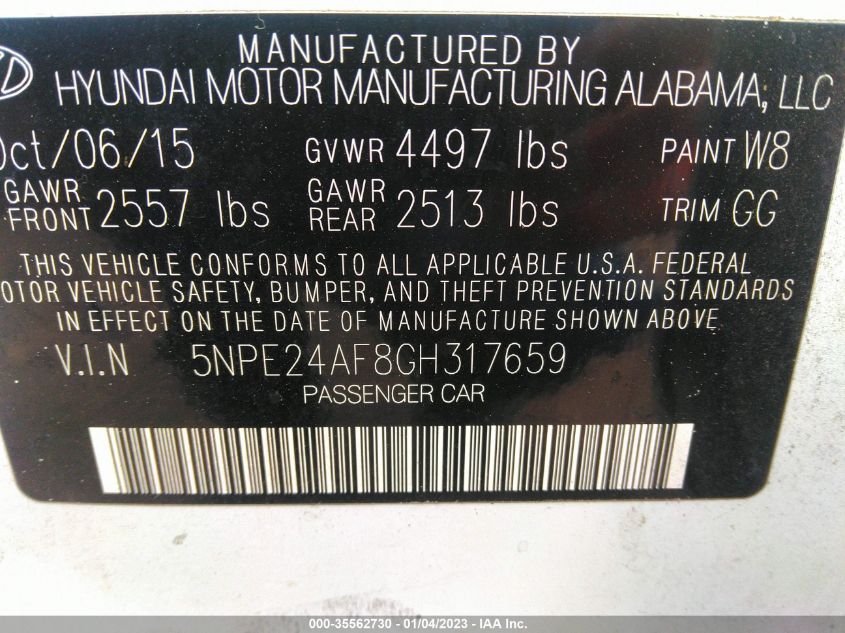 MANUFACTURED BY
HYUNDAI MOTOR MANUFACTURING ALABAMA, LLC
Oct/06/15 GVWR 4497 lbs PAINT W8
GAWR FRONT 2557 lbs GAWR REAR 2513 lbs TRIM GG
THIS VEHICLE CONFORMS TO ALL APPLICABLE U.S.A. FEDERAL
MOTOR VEHICLE SAFETY, BUMPER, AND THEFT PREVENTION STANDARDS
IN EFFECT ON THE DATE OF MANUFACTURE SHOWN ABOVE
V.I.N 5NPE24AF8GH317659
PASSENGER CAR
000-35562730 - 01/04/2023 - IAA Inc.